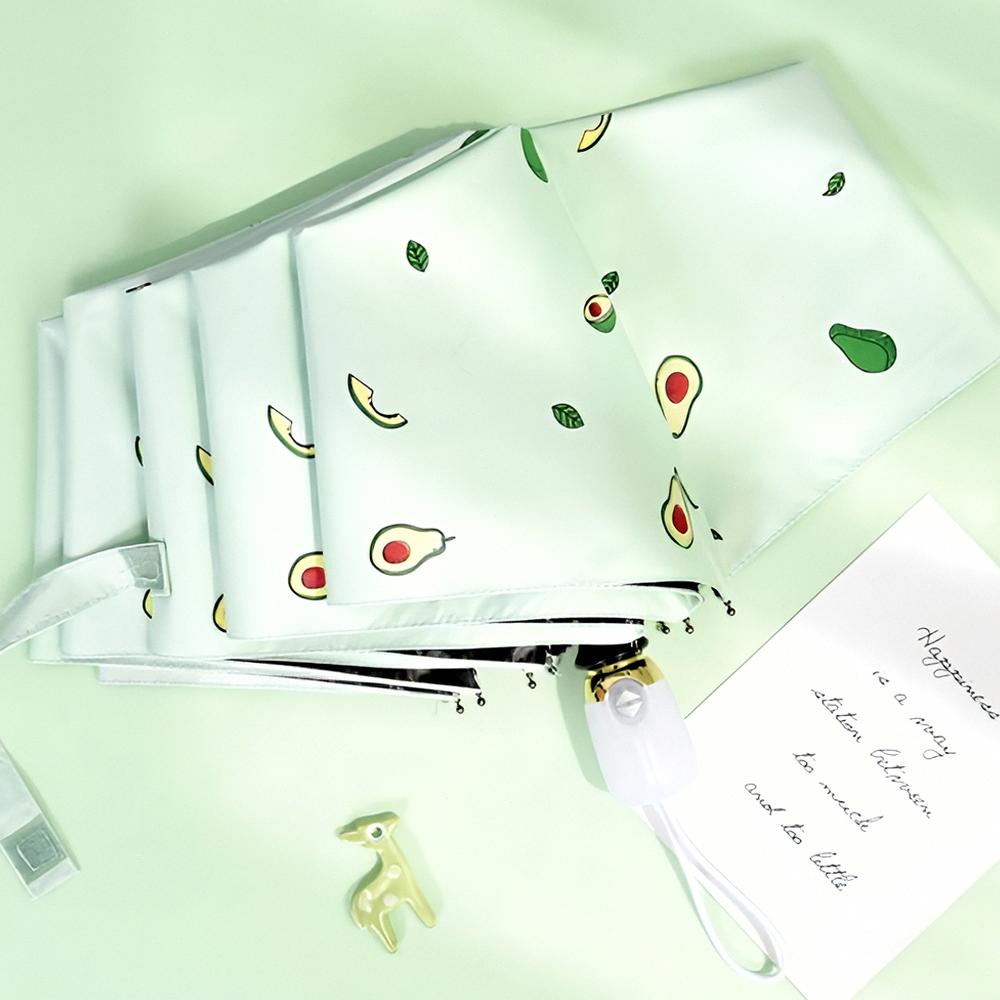 Happiness
is a way
station between
too much
and too little